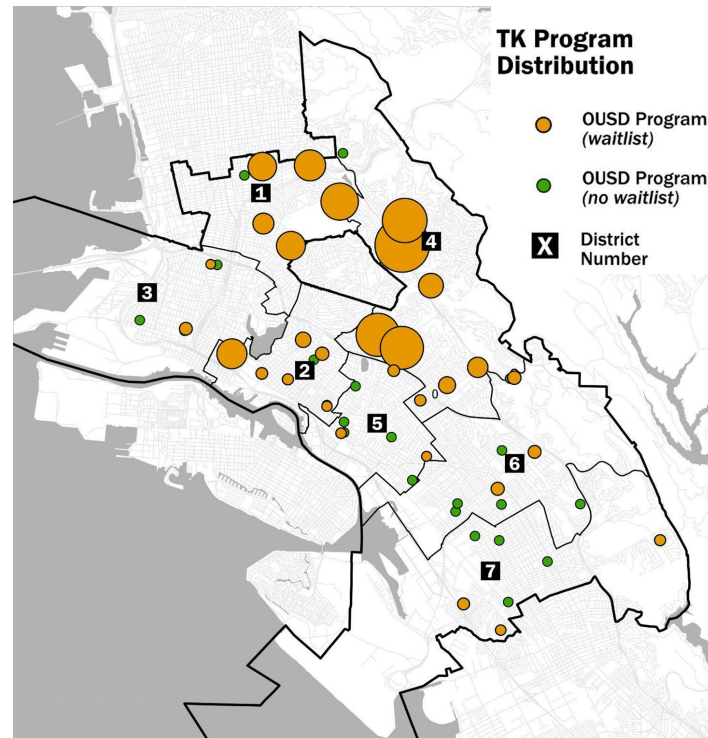 TK Program
Distribution
OUSD Program
(waitlist)
OUSD Program
(no waitlist)
X
District
Number
1
4
3
2
5
6
7